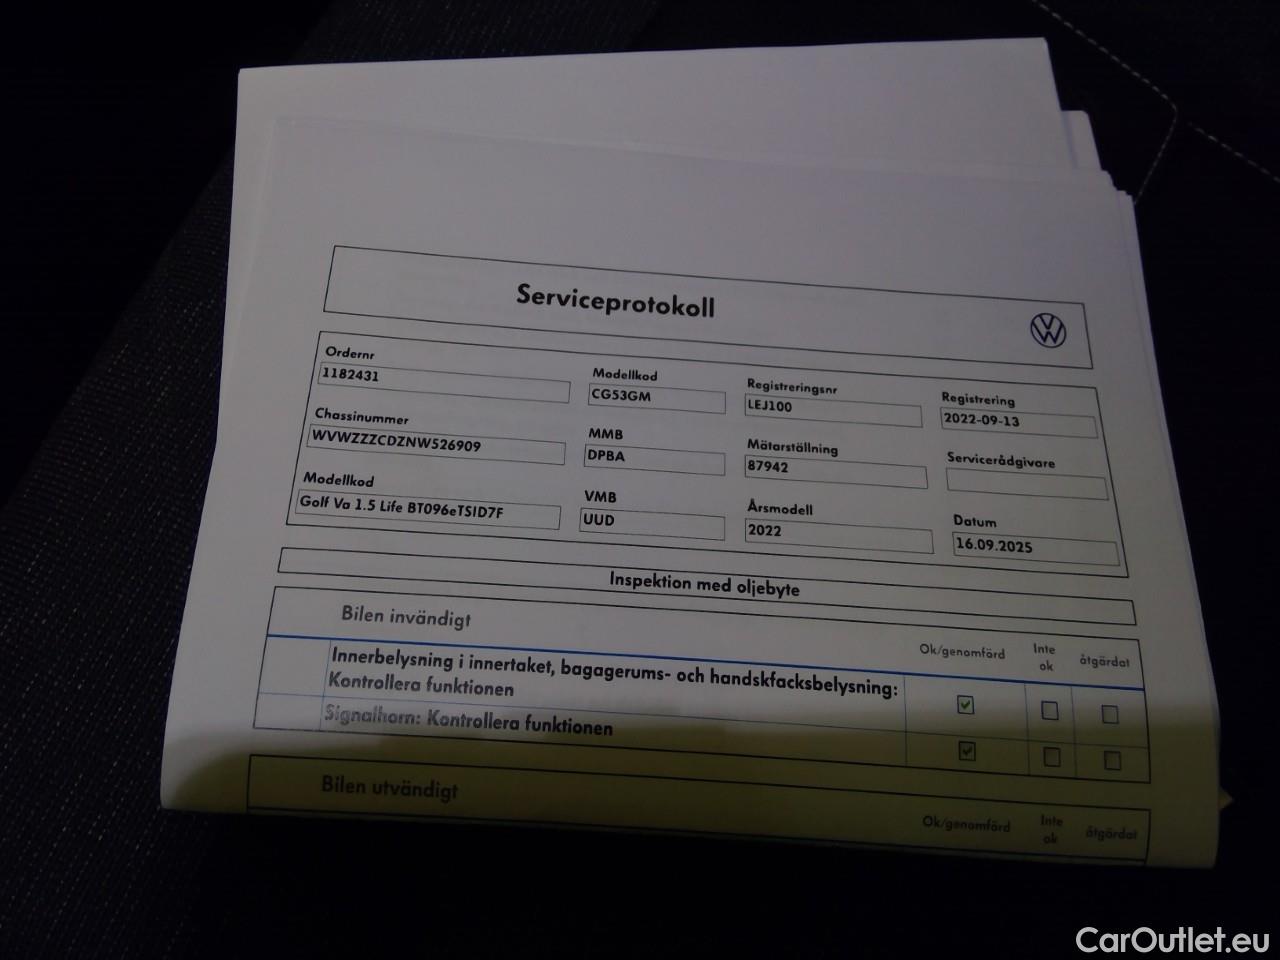 Serviceprotokoll
Ordernr
1182431
Modellkod
CG53GM
Registreringsnr
LEJ100
Registrering
2022-09-13
Chassinummer
WVWZZZCDZNW526909
MMB
DPBA
Mätarställning
87942
Servicerådgivare
Modellkod
Golf Va 1.5 Life BT096eTSID7F
VMB
UUD
Årsmodell
2022
Datum
16.09.2025
Inspektion med oljebyte
Bilen invändigt
Ok/genomförd
Inte
ok
åtgärdat
Innerbelysning i innertaket, bagagerums- och handskfacksbelysning:
Kontrollera funktionen
Signalhorn: Kontrollera funktionen
Bilen utvändigt
Ok/genomförd
Inte
ok
åtgärdat
CarOutlet.eu